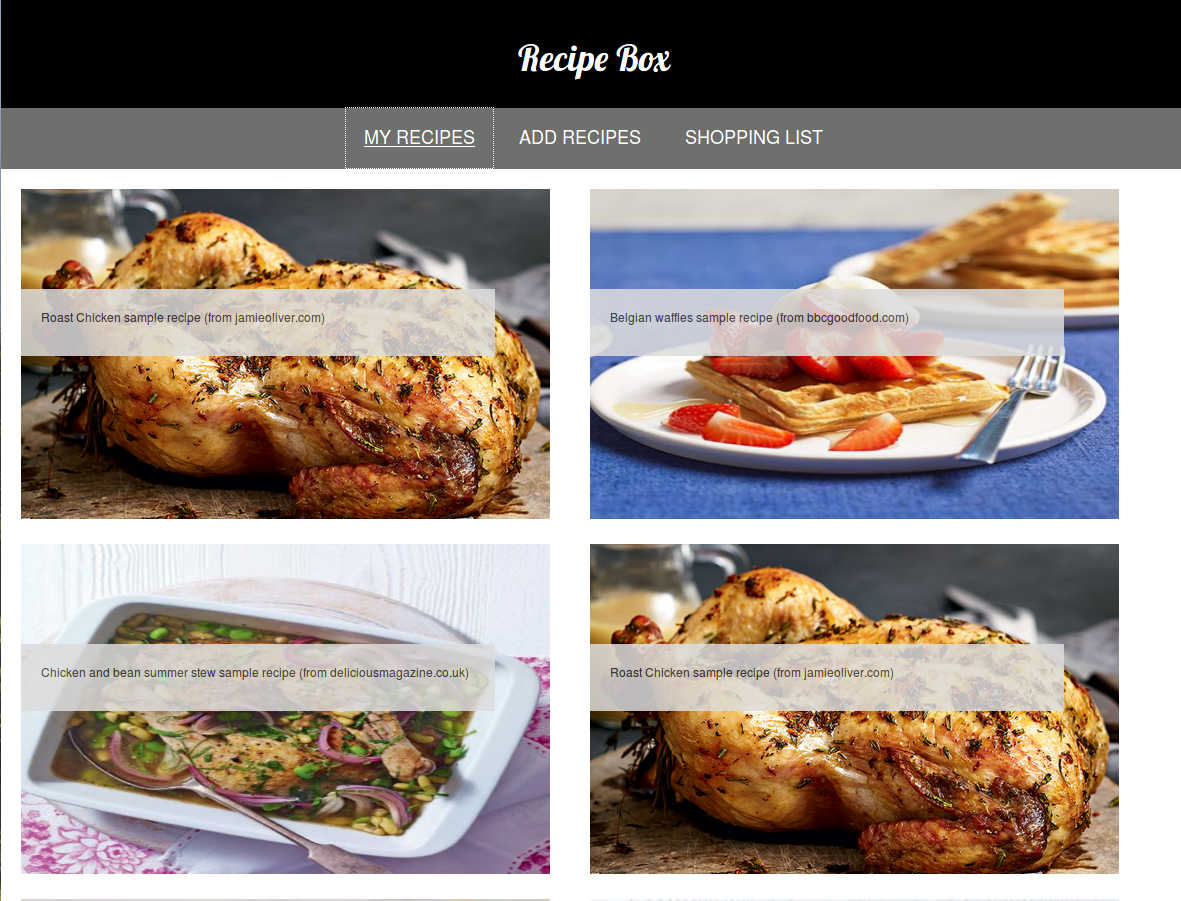 Recipe Box
MY RECIPES
ADD RECIPES
SHOPPING LIST
Roast Chicken sample recipe (from jamieoliver.com)
Belgian waffles sample recipe (from bbcgoodfood.com)
Chicken and bean summer stew sample recipe (from deliciousmagazine.co.uk)
Roast Chicken sample recipe (from jamieoliver.com)